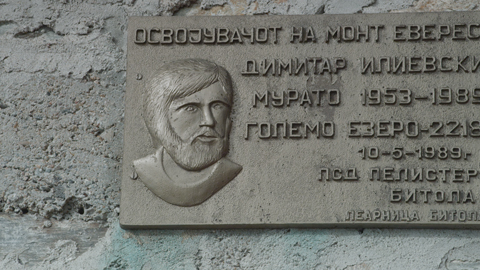 ОСВОЈУВАЧОТ НА МОНТ ЕВЕРЕС
ДИМИТАР ИЛИЕВСКИ
МУРАТО 1953-1989
ГОЛЕМО ЕЗЕРО-2218
10-5-1989г
ПСД ПЕЛИСТЕР
БИТОЛА
ЛЕАРНИЦА БИТОЛ